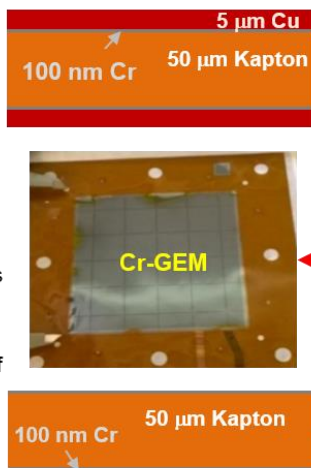 5 μm Cu
100 nm Cr
50 μm Kapton
Cr-GEM
s
f
50 μm Kapton
100 nm Cr